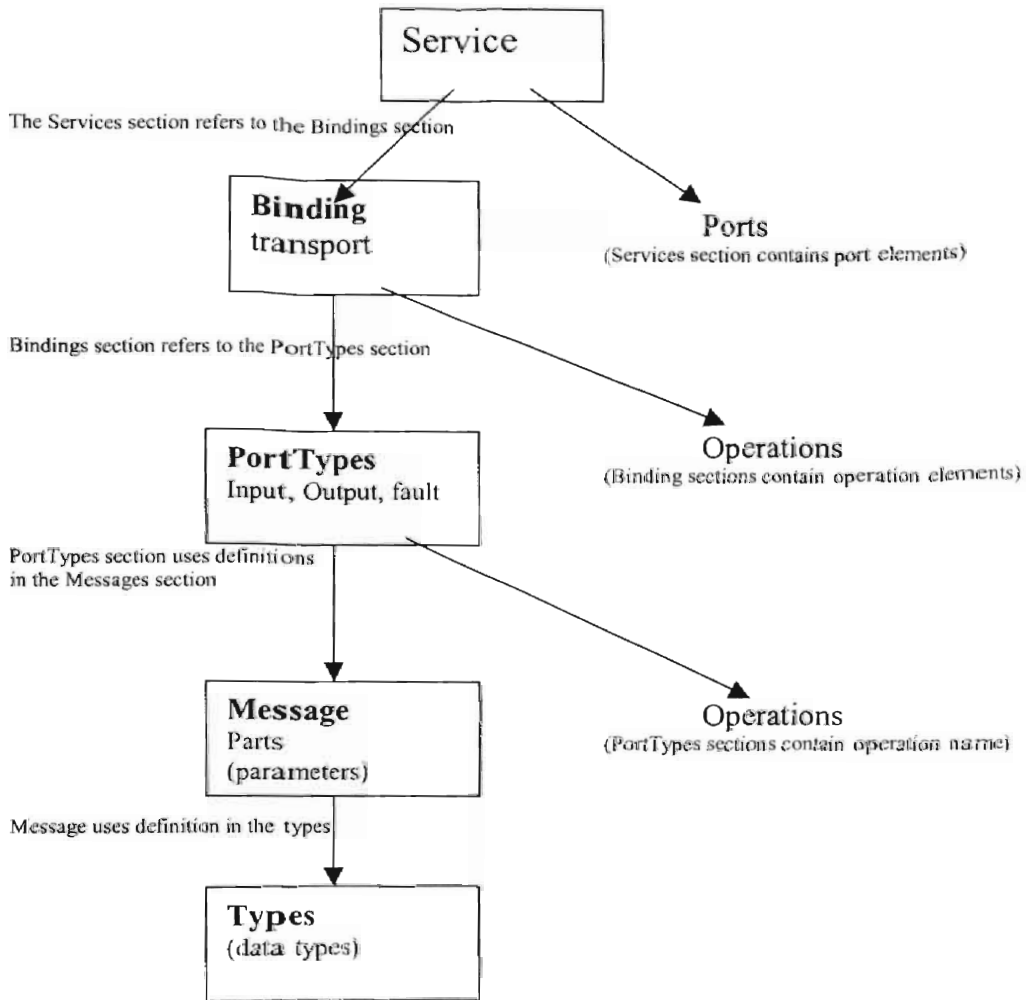 Service
The Services section refers to the Bindings section
Binding
transport
Ports
(Services section contains port elements)
Bindings section refers to the PortTypes section
PortTypes
Input, Output, fault
Operations
(Binding sections contain operation elements)
PortTypes section uses definitions
in the Messages section
Message
Parts
(parameters)
Operations
(PortTypes sections contain operation name)
Message uses definition in the types
Types
(data types)